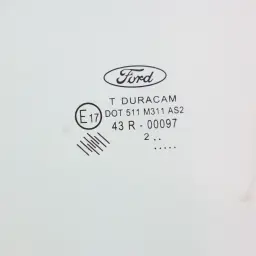 Ford
T DURACAM
E17 DOT 511 M311 AS2
43 R - 00097
2 ..
.....